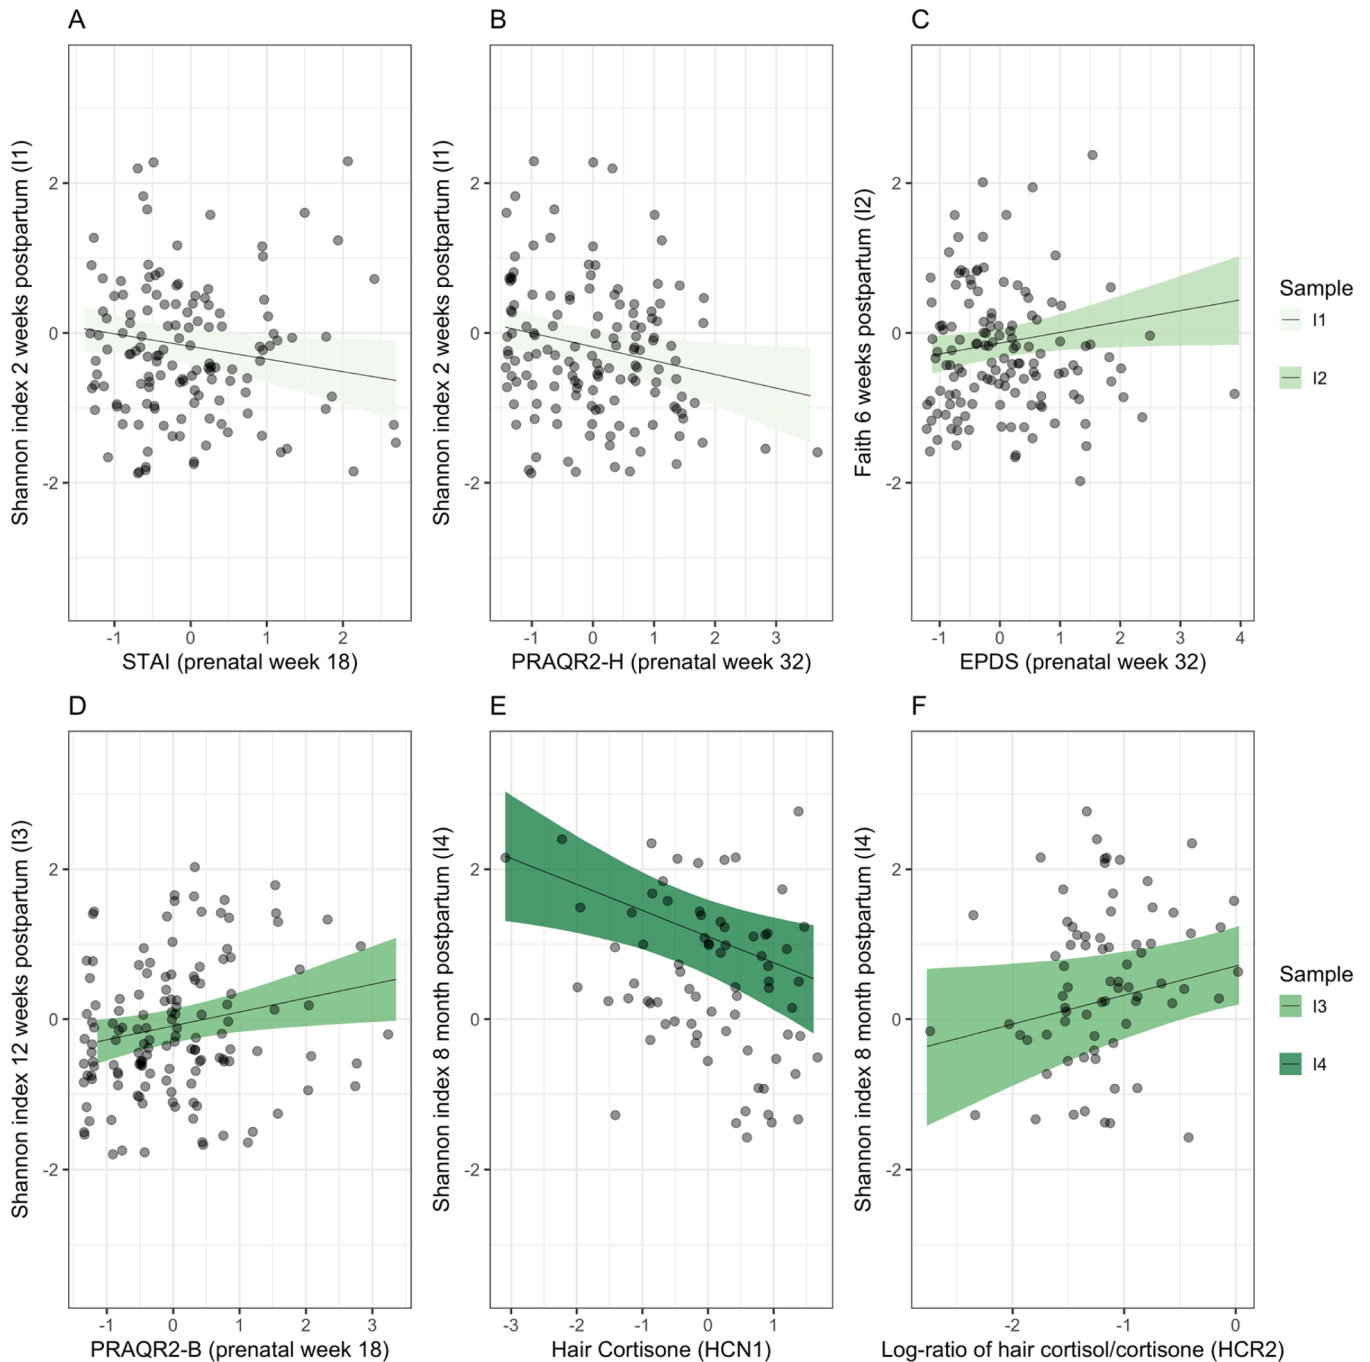 A
B
C
Shannon index 2 weeks postpartum (I1)
2
0
-2
-1 0 1 2
STAI (prenatal week 18)
Shannon index 2 weeks postpartum (I1)
2
0
-2
-1 0 1 2 3
PRAQR2-H (prenatal week 32)
Faith 6 weeks postpartum (I2)
2
0
-2
-1 0 1 2 3 4
EPDS (prenatal week 32)
Sample
I1
I2
D
E
F
Shannon index 12 weeks postpartum (I3)
2
0
-2
-1 0 1 2 3
PRAQR2-B (prenatal week 18)
Shannon index 8 month postpartum (I4)
2
0
-2
-3 -2 -1 0 1
Hair Cortisone (HCN1)
Shannon index 8 month postpartum (I4)
2
0
-2
-2 -1 0
Log-ratio of hair cortisol/cortisone (HCR2)
Sample
I3
I4